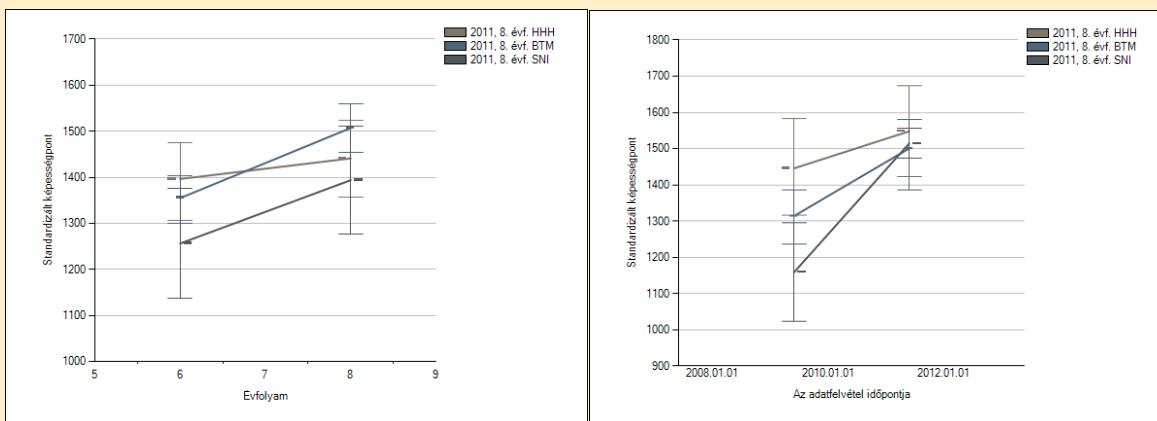 2011, 8. évf. HHH
2011, 8. évf. BTM
2011, 8. évf. SNI
Standardizált képességpont
1700
1600
1500
1400
1300
1200
1100
1000
5 6 7 8 9
Évfolyam
2011, 8. évf. HHH
2011, 8. évf. BTM
2011, 8. évf. SNI
Standardizált képességpont
1800
1700
1600
1500
1400
1300
1200
1100
1000
900
2008.01.01 2010.01.01 2012.01.01
Az adatfelvétel időpontja